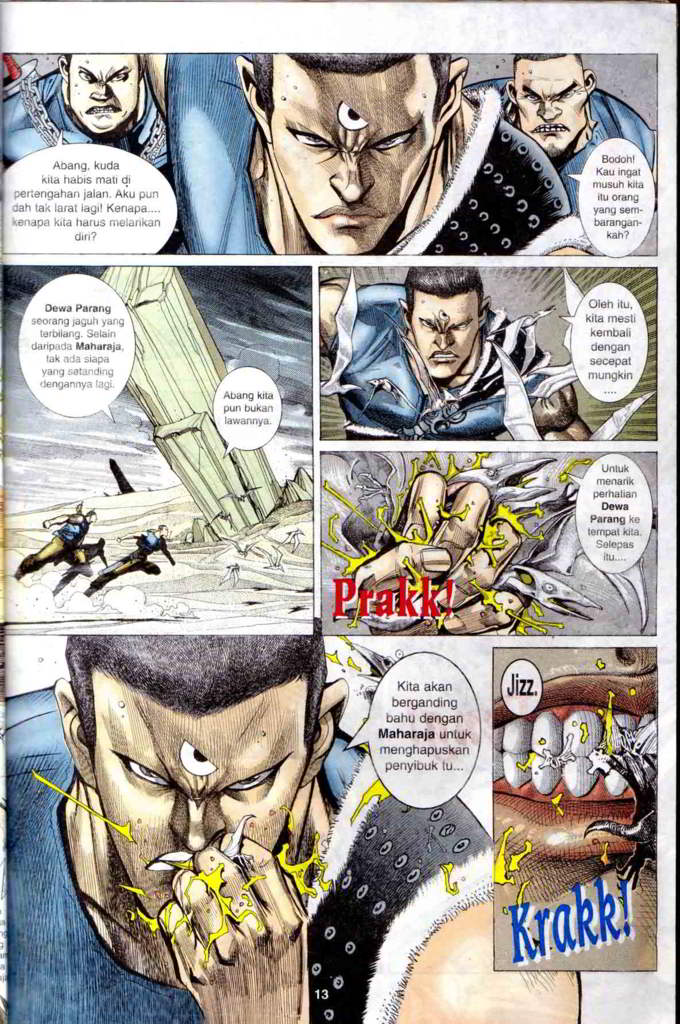 Abang, kuda
kita habis mati di
pertengahan jalan. Aku pun
dah tak larat lagi! Kenapa....
kenapa kita harus melarikan
diri?
Bodoh!
Kau ingat
musuh kita
itu orang
yang sem-
barangan-
kah?
Dewa Parang
seorang jaguh yang
terbilang. Selain
daripada Maharaja,
tak ada siapa
yang setanding
dengannya lagi.
Abang kita
pun bukan
lawannya.
Oleh itu,
kita mesti
kembali
dengan
secepat
mungkin
....
Untuk
menarik
perhatian
Dewa
Parang ke
tempat kita.
Selepas
itu....
Prakk!
Kita akan
berganding
bahu dengan
Maharaja untuk
menghapuskan
penyibuk itu...
Jizz.
Krakk!
13